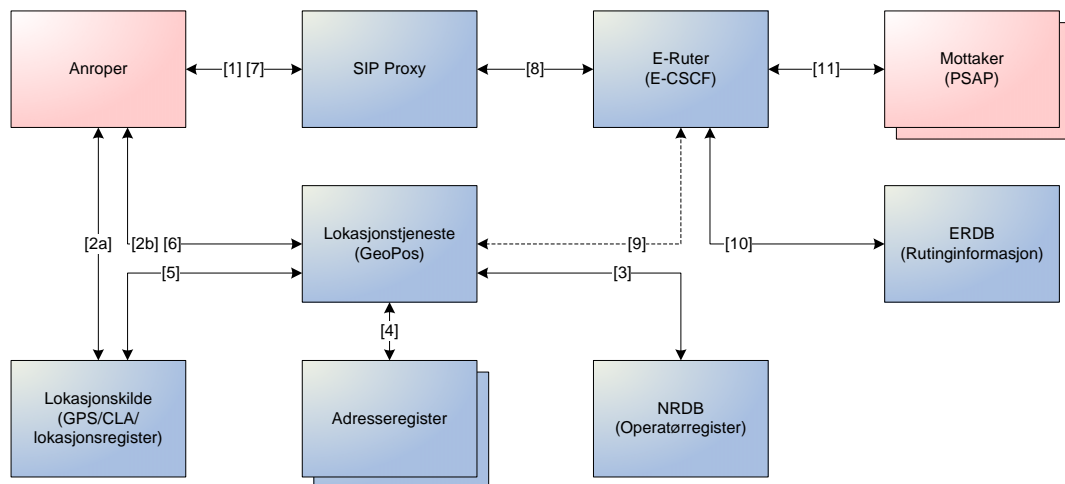 Anroper
[1] [7]
SIP Proxy
[8]
E-Ruter
(E-CSCF)
[11]
Mottaker
(PSAP)
[2a]
[2b] [6]
[5]
Lokasjonstjeneste
(GeoPos)
[9]
[3]
[10]
ERDB
(Rutinginformasjon)
[4]
Lokasjonskilde
(GPS/CLA/
lokasjonsregister)
Adresseregister
NRDB
(Operatørregister)